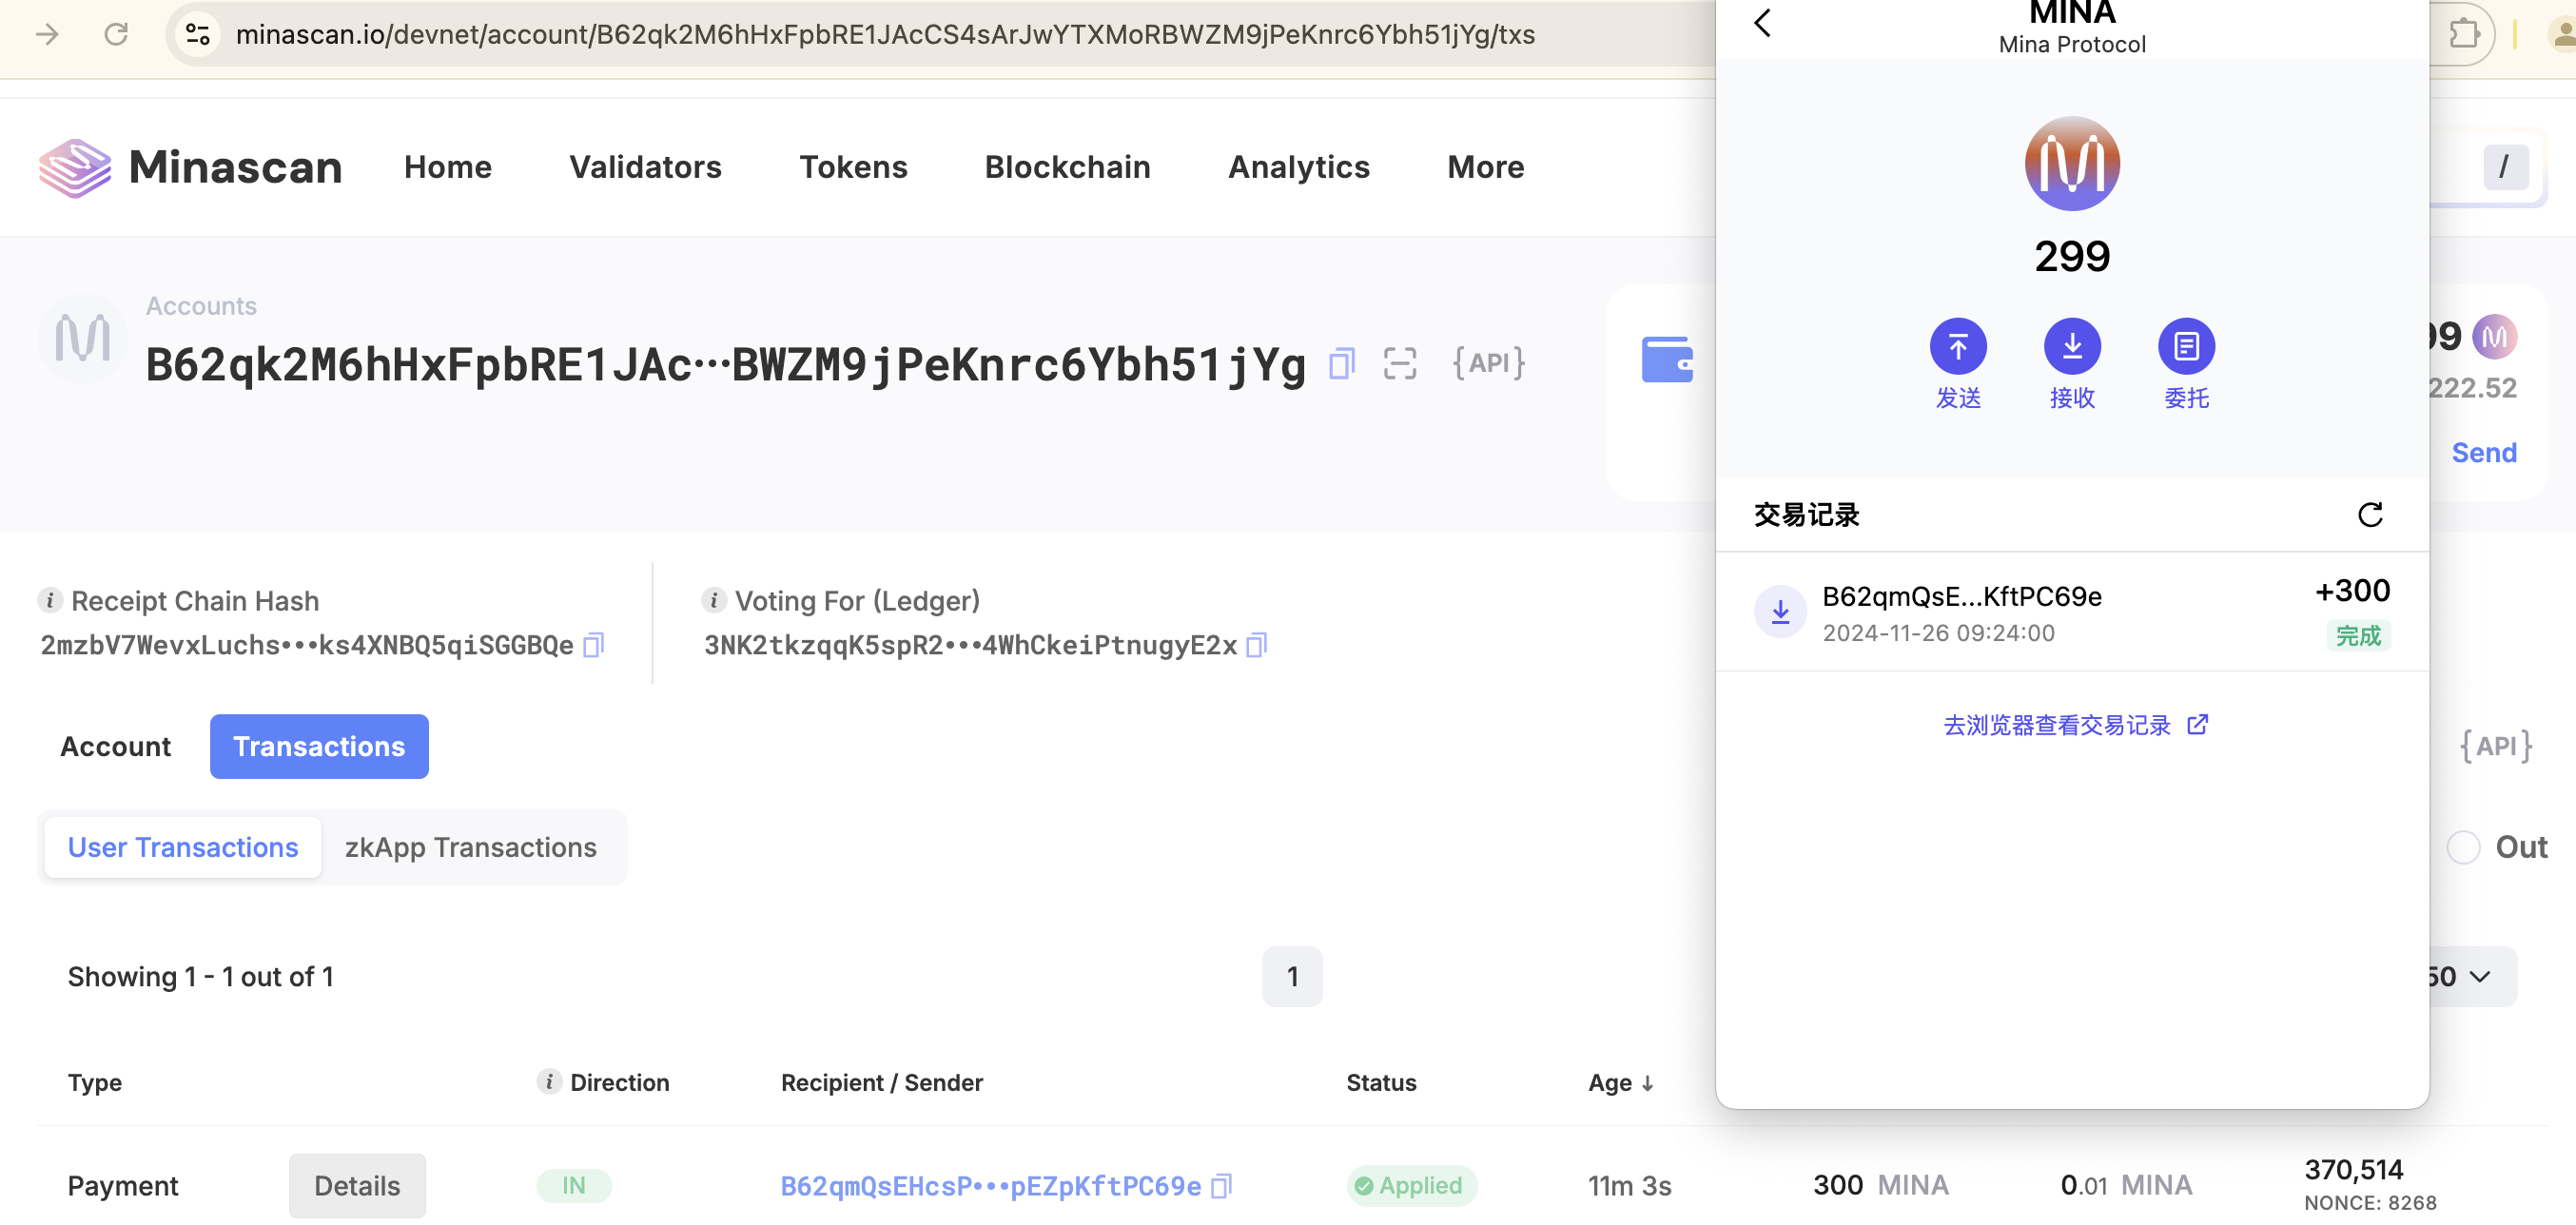 minascan.io/devnet/account/B62qk2M6hHxFpbRE1JAcCS4sArJwYTXMoRBWZM9jPeKnrc6Ybh51jYg/txs
Minascan
Home
Validators
Tokens
Blockchain
Analytics
More
/
Accounts
B62qk2M6hHxFpbRE1JAc···BWZM9jPeKnrc6Ybh51jYg
{API}
99
222.52
Send
Receipt Chain Hash
2mzbV7WevxLuchs•••ks4XNBQ5qiSGGBQe
Voting For (Ledger)
3NK2tkzqqK5spR2•••4WhCkeiPtnugyE2x
Account
Transactions
{API}
User Transactions
zkApp Transactions
Out
Showing 1 - 1 out of 1
1
50
Type
Direction
Recipient / Sender
Status
Age ↓
Payment
Details
IN
B62qmQsEHcsP•••pEZpKftPC69e
Applied
11m 3s
300 MINA
0.01 MINA
370,514
NONCE: 8268
MINA
Mina Protocol
299
发送
接收
委托
交易记录
B62qmQsE...KftPC69e
+300
2024-11-26 09:24:00
完成
去浏览器查看交易记录